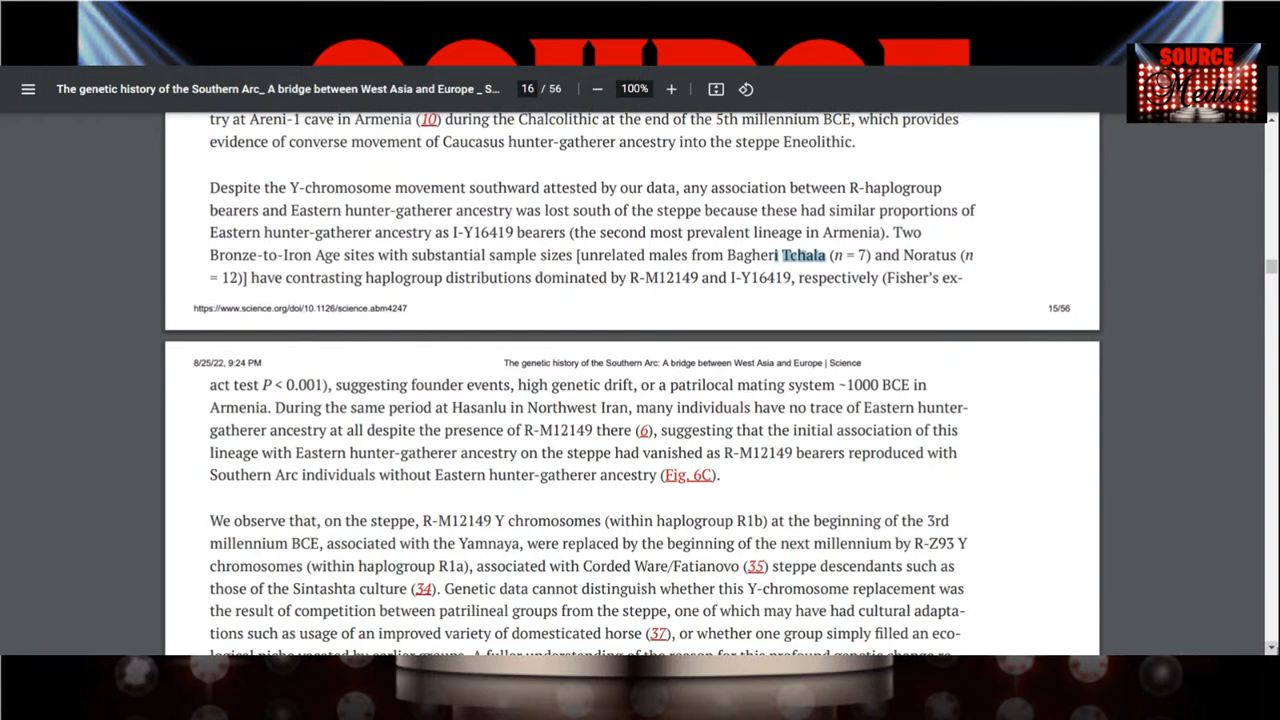 SOURCE
Media
The genetic history of the Southern Arc_ A bridge between West Asia and Europe _ S...
16 / 56
100%
try at Areni-1 cave in Armenia (10) during the Chalcolithic at the end of the 5th millennium BCE, which provides
evidence of converse movement of Caucasus hunter-gatherer ancestry into the steppe Eneolithic.
Despite the Y-chromosome movement southward attested by our data, any association between R-haplogroup
bearers and Eastern hunter-gatherer ancestry was lost south of the steppe because these had similar proportions of
Eastern hunter-gatherer ancestry as I-Y16419 bearers (the second most prevalent lineage in Armenia). Two
Bronze-to-Iron Age sites with substantial sample sizes [unrelated males from Bagheri Tchala (n = 7) and Noratus (n
= 12)] have contrasting haplogroup distributions dominated by R-M12149 and I-Y16419, respectively (Fisher's ex-
https://www.science.org/doi/10.1126/science.abm4247
15/56
8/25/22, 9:24 PM
The genetic history of the Southern Arc: A bridge between West Asia and Europe | Science
act test P < 0.001), suggesting founder events, high genetic drift, or a patrilocal mating system ~1000 BCE in
Armenia. During the same period at Hasanlu in Northwest Iran, many individuals have no trace of Eastern hunter-
gatherer ancestry at all despite the presence of R-M12149 there (6), suggesting that the initial association of this
lineage with Eastern hunter-gatherer ancestry on the steppe had vanished as R-M12149 bearers reproduced with
Southern Arc individuals without Eastern hunter-gatherer ancestry (Fig. 6C).
We observe that, on the steppe, R-M12149 Y chromosomes (within haplogroup R1b) at the beginning of the 3rd
millennium BCE, associated with the Yamnaya, were replaced by the beginning of the next millennium by R-Z93 Y
chromosomes (within haplogroup R1a), associated with Corded Ware/Fatianovo (35) steppe descendants such as
those of the Sintashta culture (34). Genetic data cannot distinguish whether this Y-chromosome replacement was
the result of competition between patrilineal groups from the steppe, one of which may have had cultural adapta-
tions such as usage of an improved variety of domesticated horse (37), or whether one group simply filled an eco-